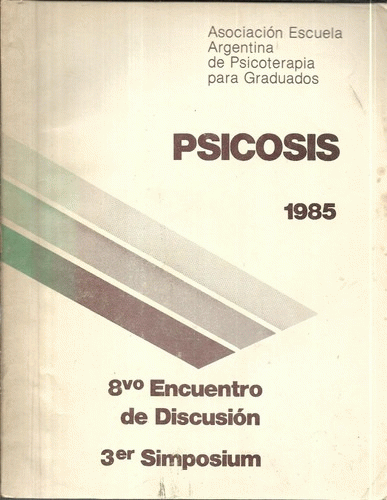 Asociación Escuela
Argentina
de Psicoterapia
para Graduados
PSICOSIS
1985
8vo Encuentro
de Discusión
3er Simposium